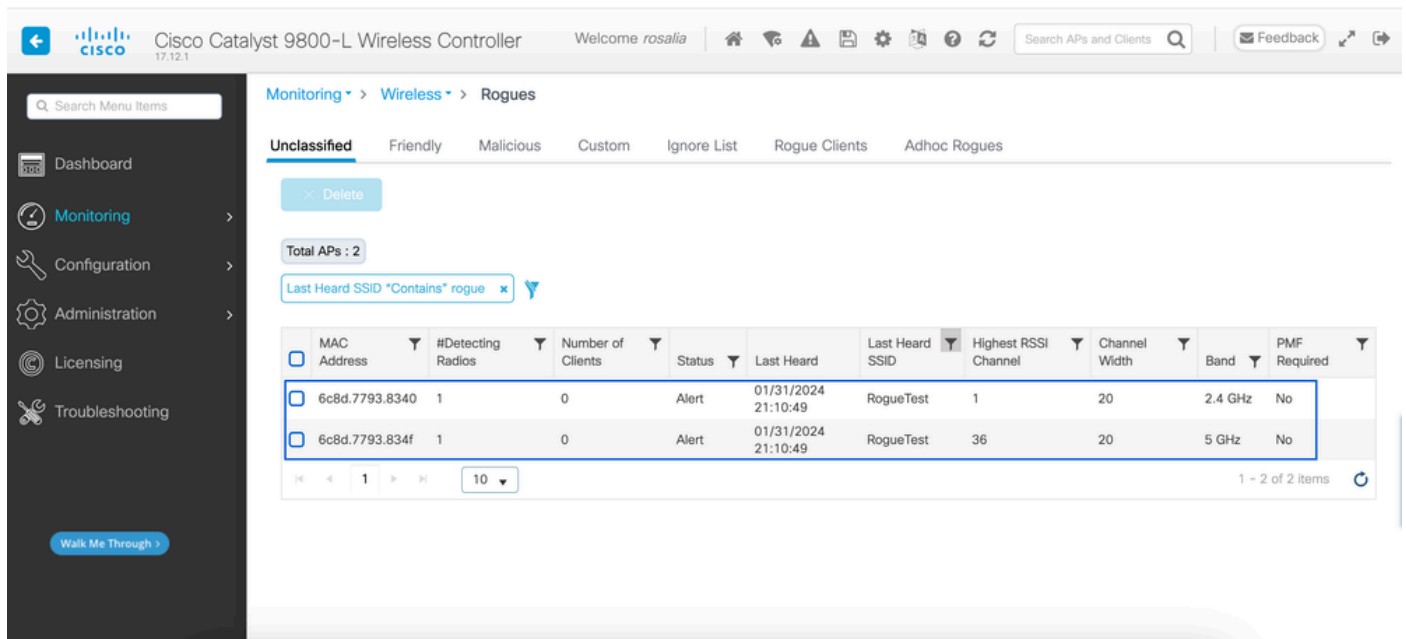 CISCO
Cisco Catalyst 9800-L Wireless Controller
17.12.1
Welcome rosalia
Search APs and Clients
Feedback
Search Menu Items
Dashboard
Monitoring
Configuration
Administration
Licensing
Troubleshooting
Walk Me Through >
Monitoring > Wireless > Rogues
Unclassified Friendly Malicious Custom Ignore List Rogue Clients Adhoc Rogues
× Delete
Total APs : 2
Last Heard SSID "Contains" rogue ×
MAC Address #Detecting Radios Number of Clients Status Last Heard Last Heard SSID Highest RSSI Channel Channel Width Band PMF Required
6c8d.7793.8340 1 0 Alert 01/31/2024 21:10:49 RogueTest 1 20 2.4 GHz No
6c8d.7793.834f 1 0 Alert 01/31/2024 21:10:49 RogueTest 36 20 5 GHz No
1 10 1 - 2 of 2 items